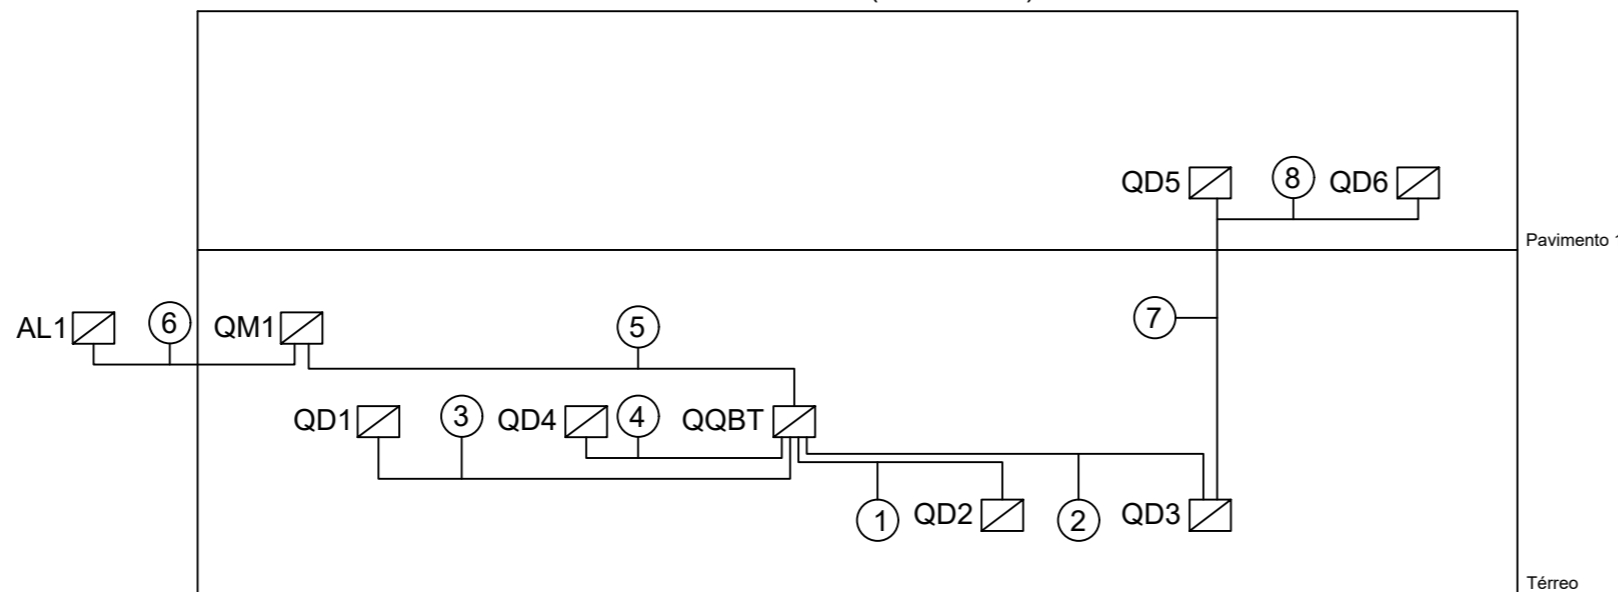 QD5
8
QD6
Pavimento 1
AL1
6
QM1
5
7
QD1
3
QD4
4
QQBT
1
QD2
2
QD3
Térreo